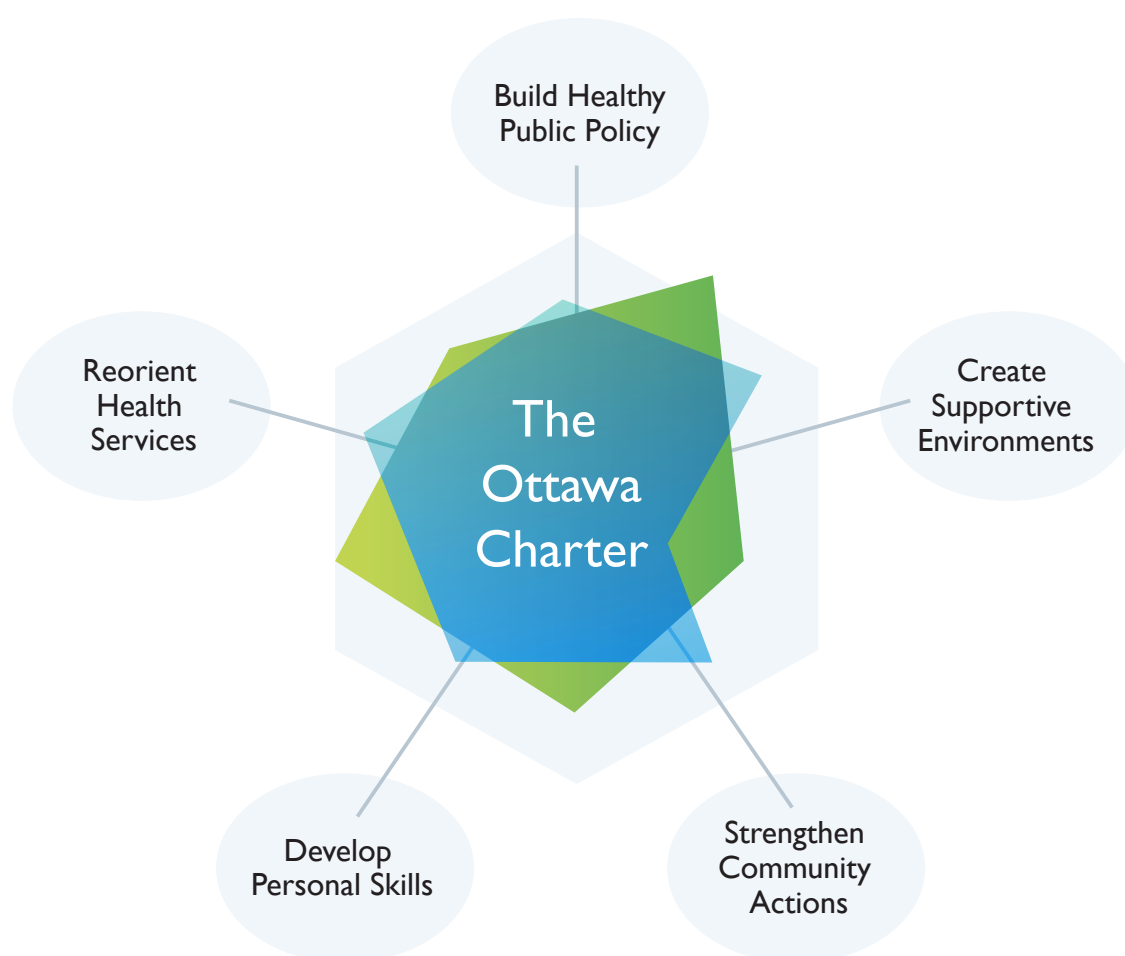 Build Healthy
Public Policy
Reorient
Health
Services
The
Ottawa
Charter
Create
Supportive
Environments
Develop
Personal Skills
Strengthen
Community
Actions